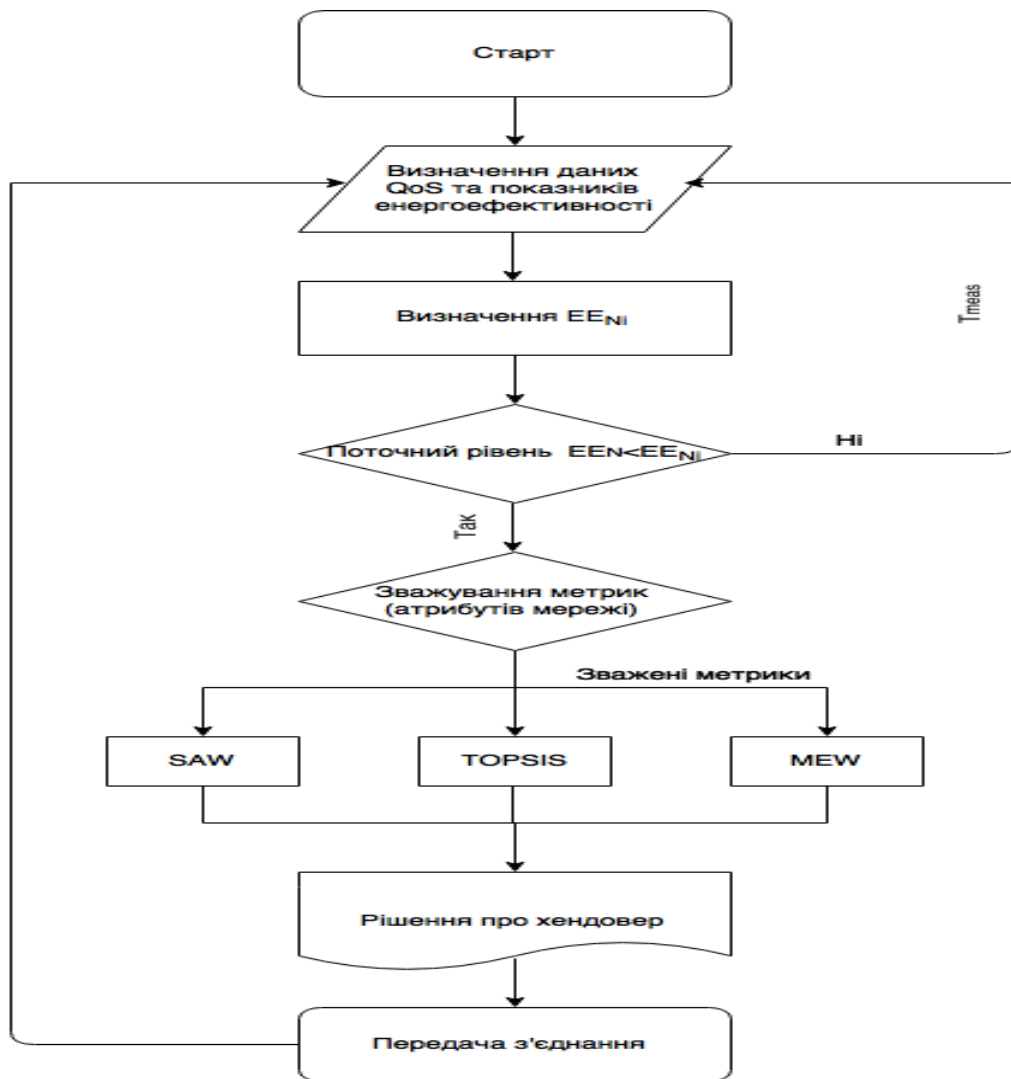 Старт
Визначення даних
QoS та показників
енергоефективності
Визначення EENi
Tmeas
Поточний рівень EEN<EENi
Ні
Так
Зважування метрик
(атрибутів мережі)
Зважені метрики
SAW
TOPSIS
MEW
Рішення про хендовер
Передача з'єднання